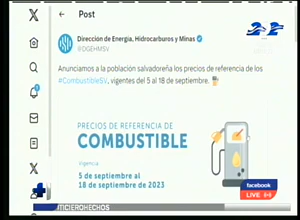 Post
Dirección de Energía, Hidrocarburos y Minas
@DGEHMSV
Anunciamos a la población salvadoreña los precios de referencia de los
#CombustibleSV, vigentes del 5 al 18 de septiembre.
PRECIOS DE REFERENCIA DE
COMBUSTIBLE
Vigencia
5 de septiembre al
18 de septiembre de 2023
facebook
LIVE
TICIEROHECHOS